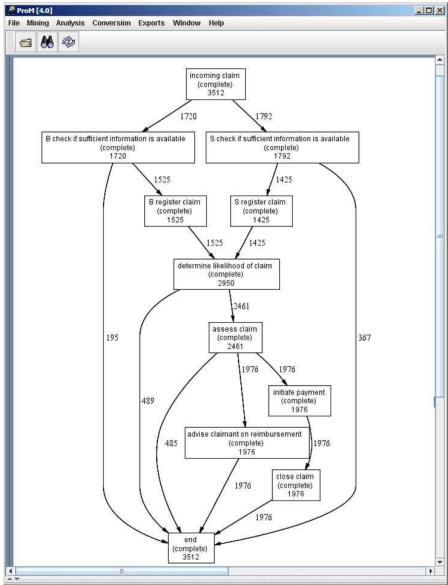 ProM [4.0]
File Mining Analysis Conversion Exports Window Help
incoming claim
(complete)
3512
1720
1792
B check if sufficient information is available
(complete)
1720
S check if sufficient information is available
(complete)
1792
1525
1425
B register claim
(complete)
1525
S register claim
(complete)
1425
1525
1425
determine likelihood of claim
(complete)
2950
2461
195
367
assess claim
(complete)
2461
1976
1976
initiate payment
(complete)
1976
489
485
advise claimant on reimbursement
(complete)
1976
1976
close claim
(complete)
1976
1976
1976
end
(complete)
3512